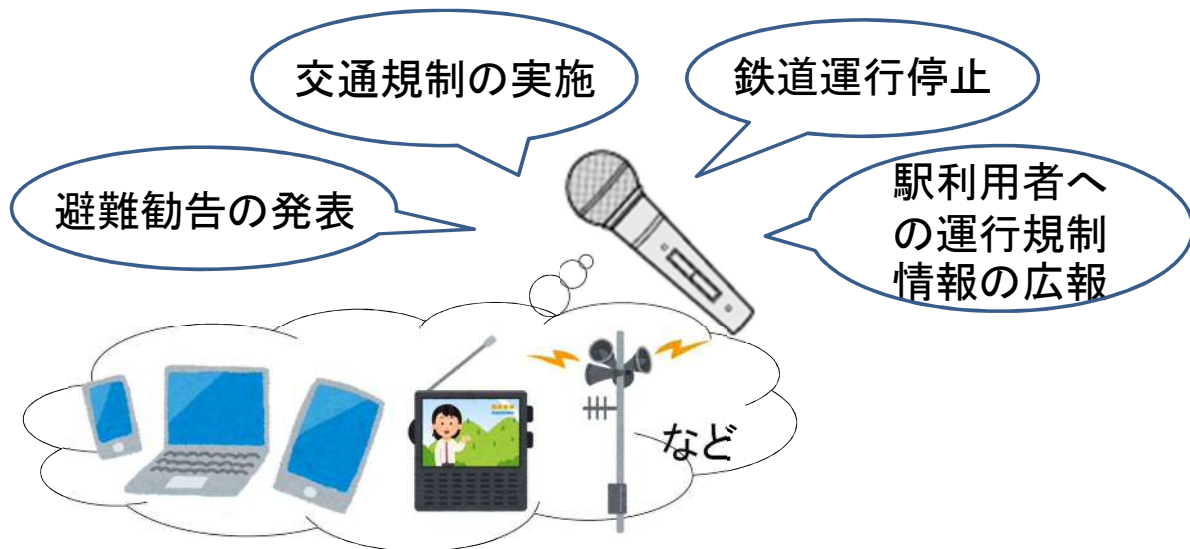 交通規制の実施
鉄道運行停止
避難勧告の発表
駅利用者へ
の運行規制
情報の広報
など